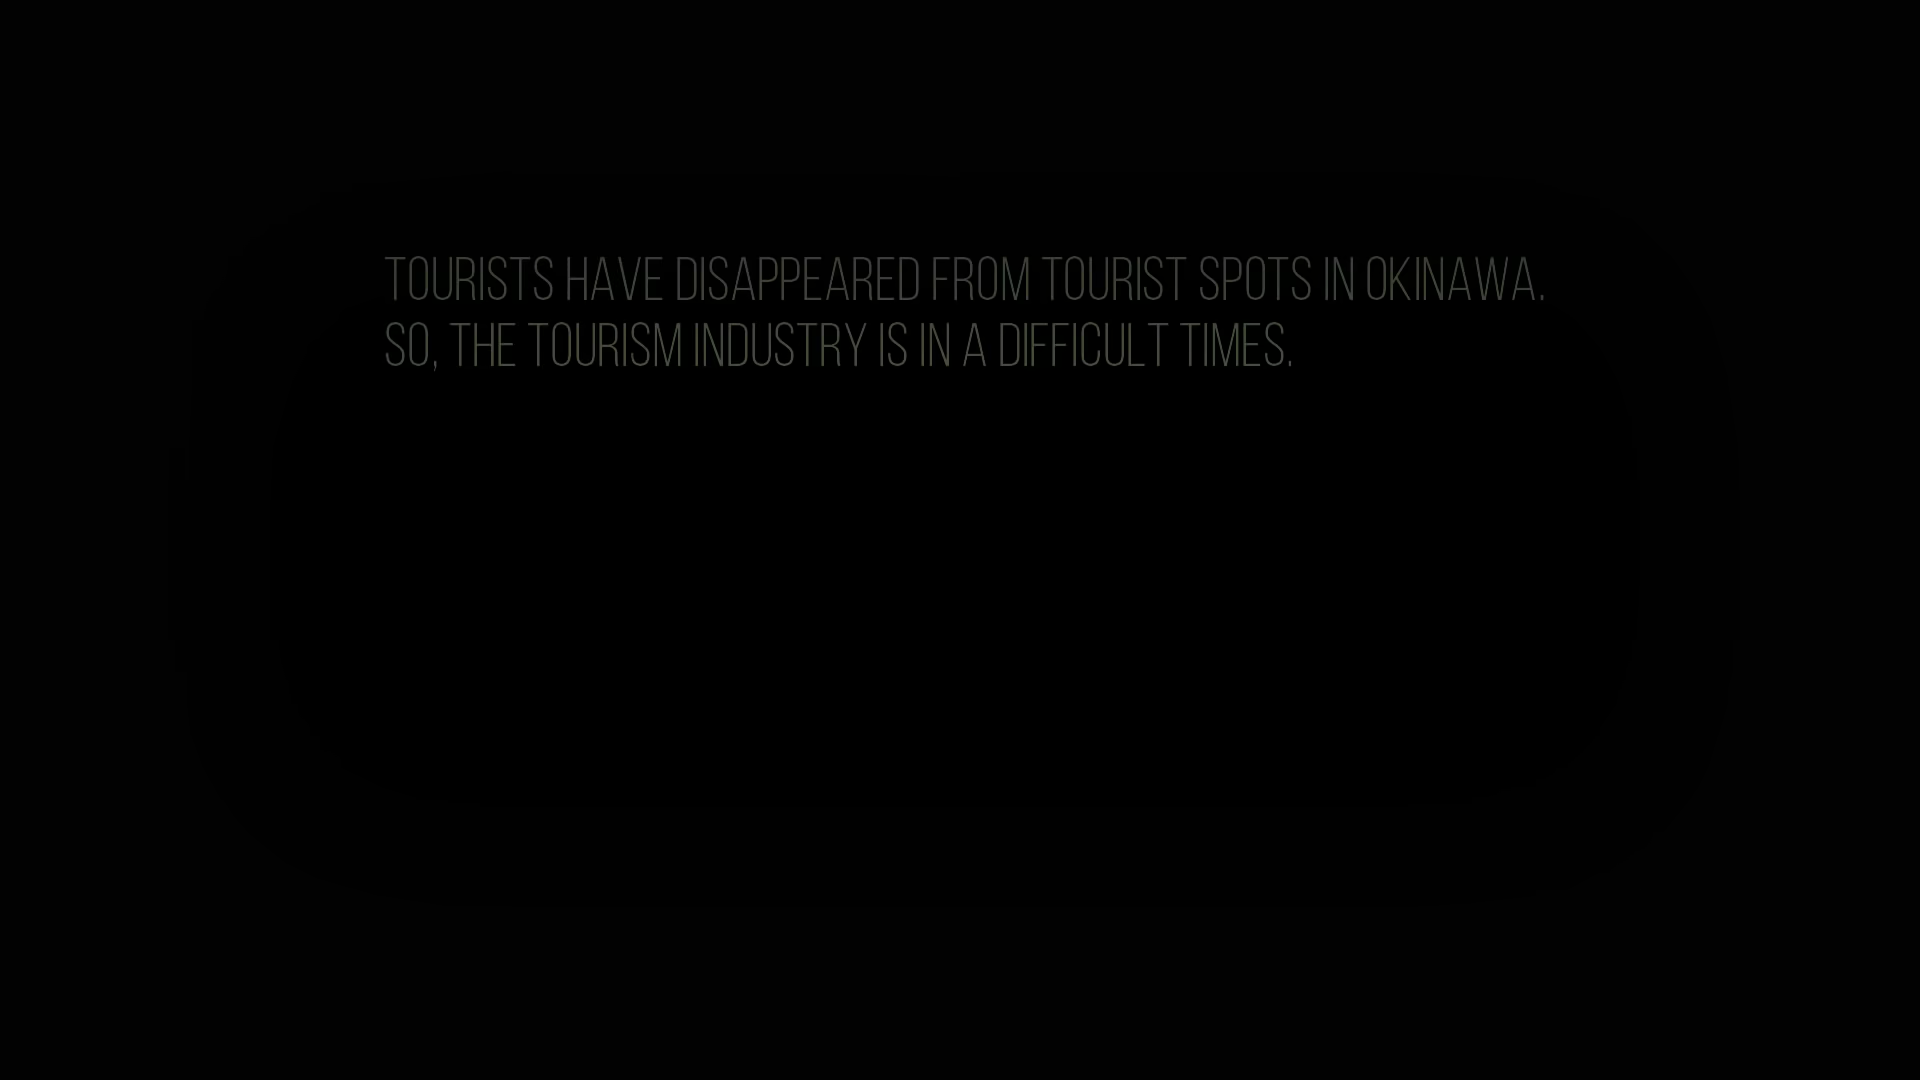 TOURISTS HAVE DISAPPEARED FROM TOURIST SPOTS IN OKINAWA.
SO, THE TOURISM INDUSTRY IS IN A DIFFICULT TIMES.